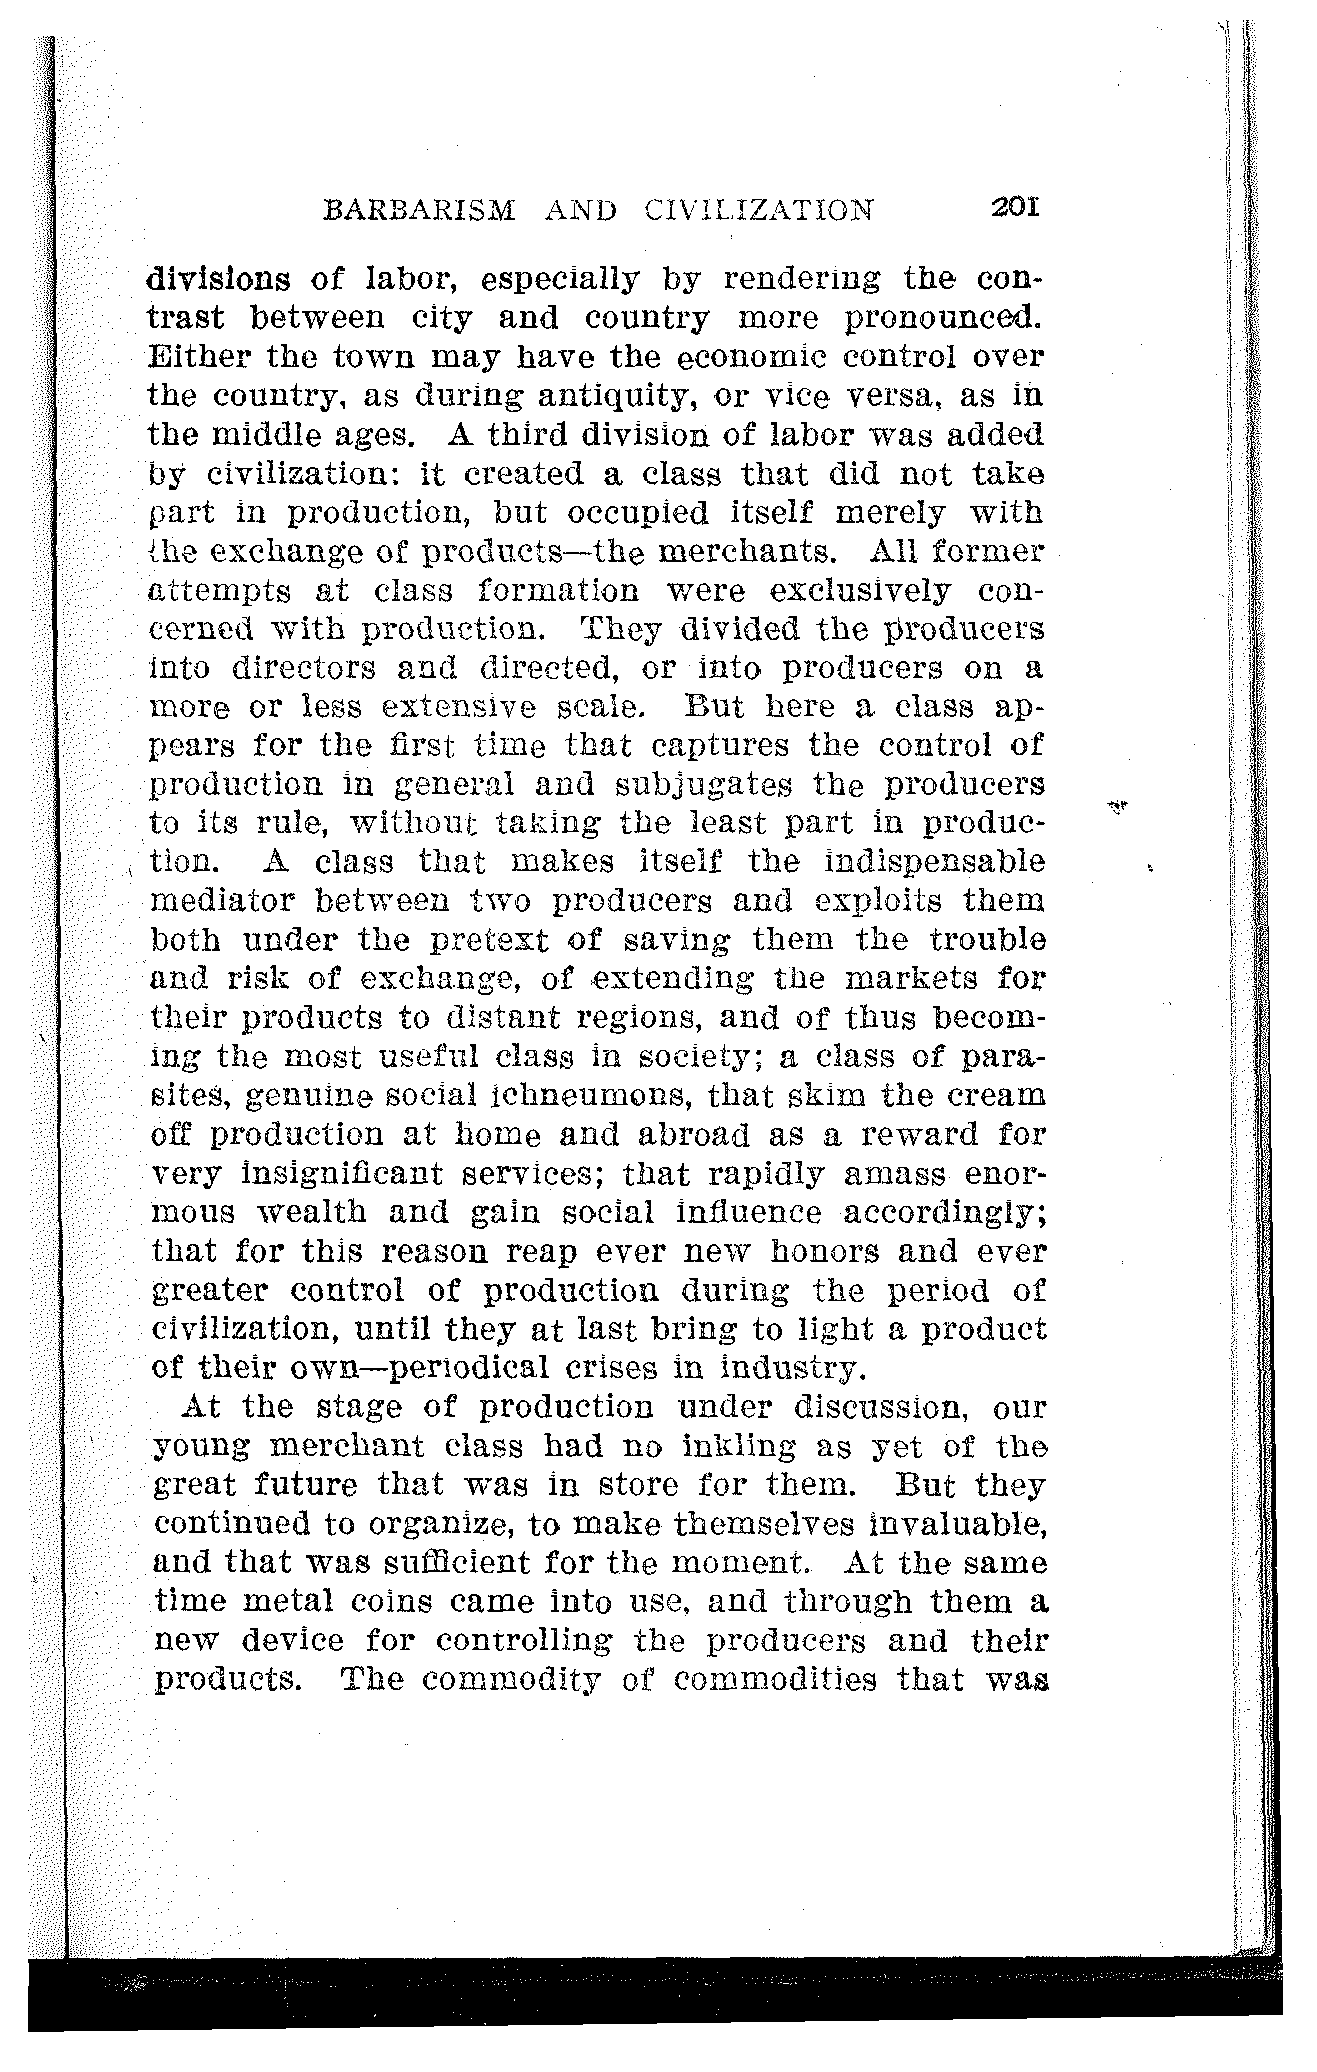 BARBARISM AND CIVILIZATION 201
divisions of labor, especially by rendering the con-
trast between city and country more pronounced.
Either the town may have the economic control over
the country, as during antiquity, or vice versa, as in
the middle ages. A third division of labor was added
by civilization: it created a class that did not take
part in production, but occupied itself merely with
the exchange of products—the merchants. All former
attempts at class formation were exclusively con-
cerned with production. They divided the producers
into directors and directed, or into producers on a
more or less extensive scale. But here a class ap-
pears for the first time that captures the control of
production in general and subjugates the producers
to its rule, without taking the least part in produc-
tion. A class that makes itself the indispensable
mediator between two producers and exploits them
both under the pretext of saving them the trouble
and risk of exchange, of extending the markets for
their products to distant regions, and of thus becom-
ing the most useful class in society; a class of para-
sites, genuine social ichneumons, that skim the cream
off production at home and abroad as a reward for
very insignificant services; that rapidly amass enor-
mous wealth and gain social influence accordingly;
that for this reason reap ever new honors and ever
greater control of production during the period of
civilization, until they at last bring to light a product
of their own—periodical crises in industry.
At the stage of production under discussion, our
young merchant class had no inkling as yet of the
great future that was in store for them. But they
continued to organize, to make themselves invaluable,
and that was sufficient for the moment. At the same
time metal coins came into use, and through them a
new device for controlling the producers and their
products. The commodity of commodities that was